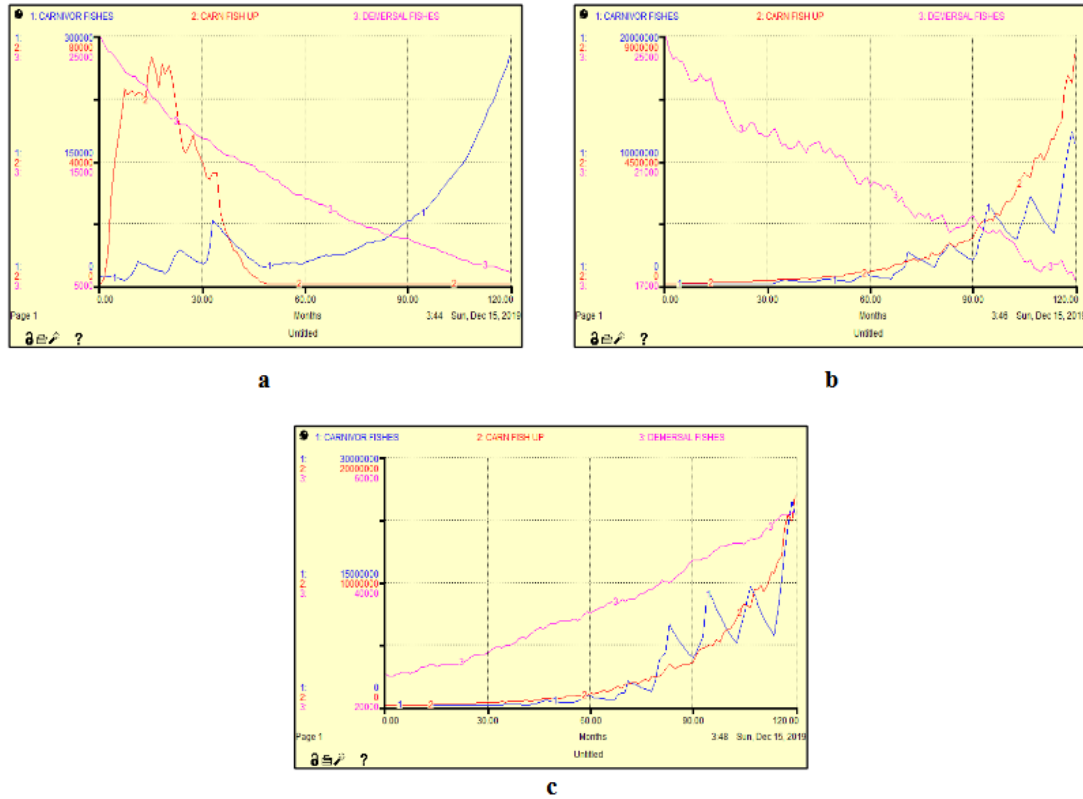 1: CARNIVOR FISHES 2: CARN FISH UP 3: DEMERSAL FISHES
1: 300000
2: 80000
3: 25000
1: 150000
2: 40000
3: 15000
1: 0
2: 0
3: 5000
0.00 30.00 60.00 90.00 120.00
Page 1 Months 3:44 Sun, Dec 15, 2019
Untitled
?
a
1: CARNIVOR FISHES 2: CARN FISH UP 3: DEMERSAL FISHES
1: 20000000
2: 9000000
3: 25000
1: 10000000
2: 4500000
3: 21000
1: 0
2: 0
3: 17000
0.00 30.00 60.00 90.00 120.00
Page 1 Months 3:46 Sun, Dec 15, 2019
Untitled
?
b
1: CARNIVOR FISHES 2: CARN FISH UP 3: DEMERSAL FISHES
1: 30000000
2: 20000000
3: 60000
1: 15000000
2: 10000000
3: 40000
1: 0
2: 0
3: 20000
0.00 30.00 60.00 90.00 120.00
Page 1 Months 3:48 Sun, Dec 15, 2019
Untitled
?
c